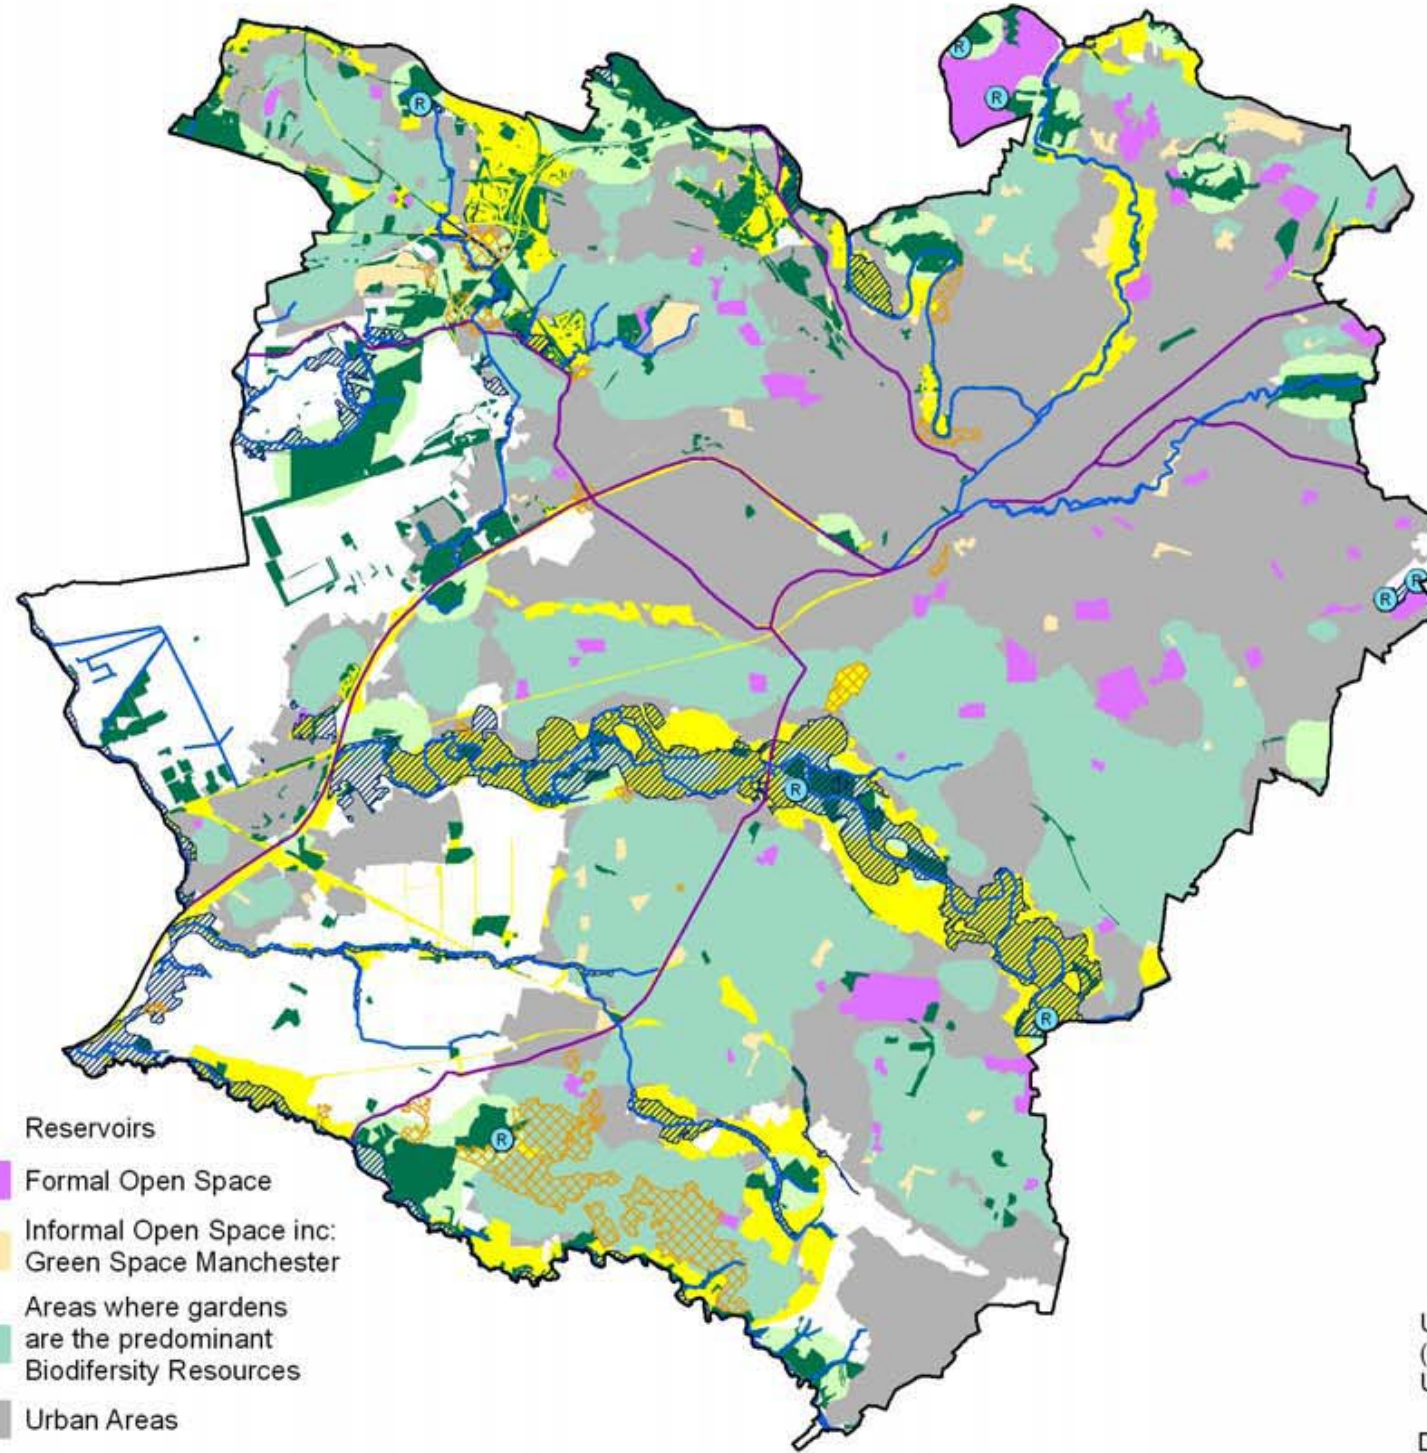 R
R
R
R
R
R
R
R
Reservoirs
Formal Open Space
Informal Open Space inc:
Green Space Manchester
Areas where gardens
are the predominant
Biodifersity Resources
Urban Areas